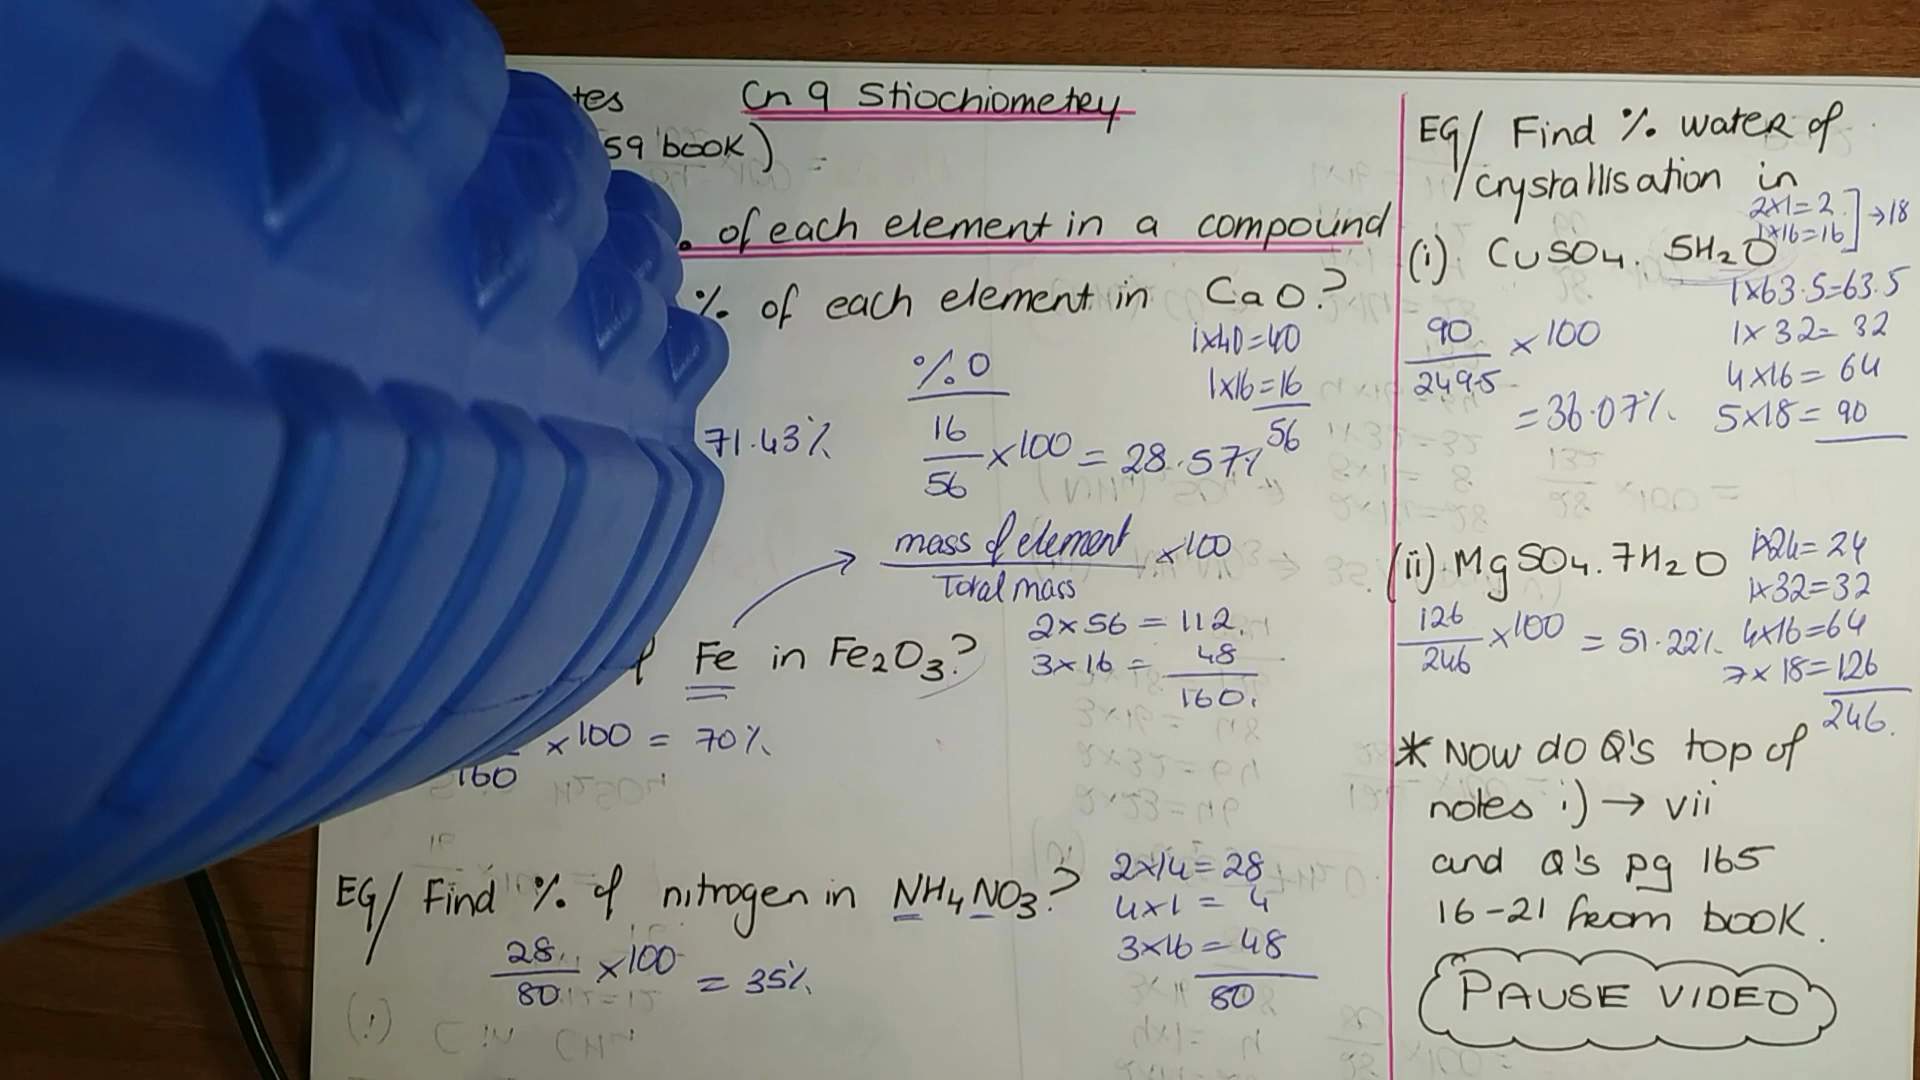 tes Cn 9 Stiochiometry
59 book)
. of each element in a compound
% of each element in CaO?
1x40=40
1x16=16
56
% O
71.43%
16/56 x100 = 28.57%
mass of element / Total mass x100
Fe in Fe2O3?
2x56 = 112.
3x16 = 48
160.
160 x100 = 70%
EG/ Find % of nitrogen in NH4NO3?
2x14=28
4x1 = 4
3x16=48
80
28/80 x100 = 35%
EG/ Find % water of
crystallisation in
2x1=2
1x16=16 ] →18
(i) CuSO4. 5H2O
1x63.5=63.5
1x32=32
4x16=64
5x18=90
90/249.5 x100
=36.07%
(ii) MgSO4.7H2O
1x24=24
1x32=32
4x16=64
7x18=126
246.
126/246 x100 = 51.22%
* Now do Q's top of
notes i) → vii
and Q's pg 165
16-21 from book.
PAUSE VIDEO